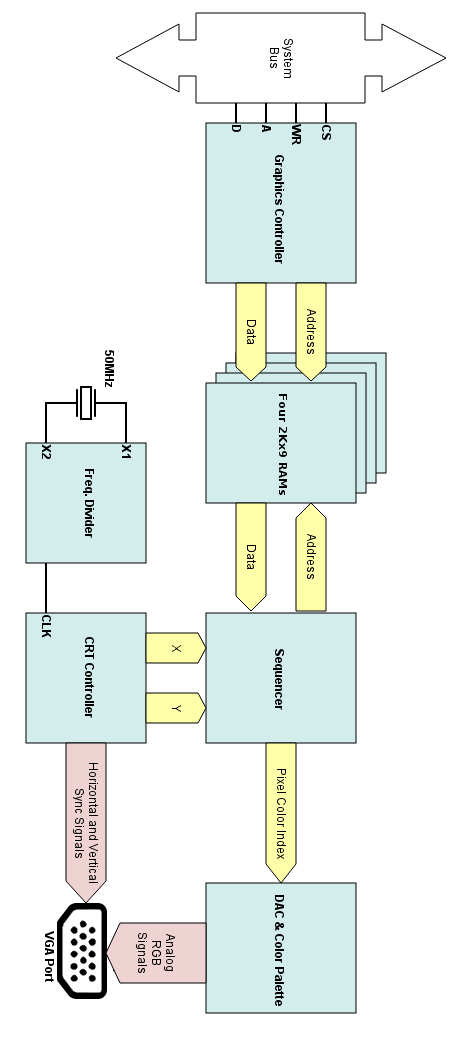 System
Bus
D
A
WR
CS
Graphics Controller
Data
Address
Four 2Kx9 RAMs
Data
Address
50MHz
X2
X1
Freq. Divider
CLK
CRT Controller
X
Y
Sequencer
Horizontal and Vertical
Sync Signals
Pixel Color Index
DAC & Color Palette
Analog
RGB
Signals
VGA Port